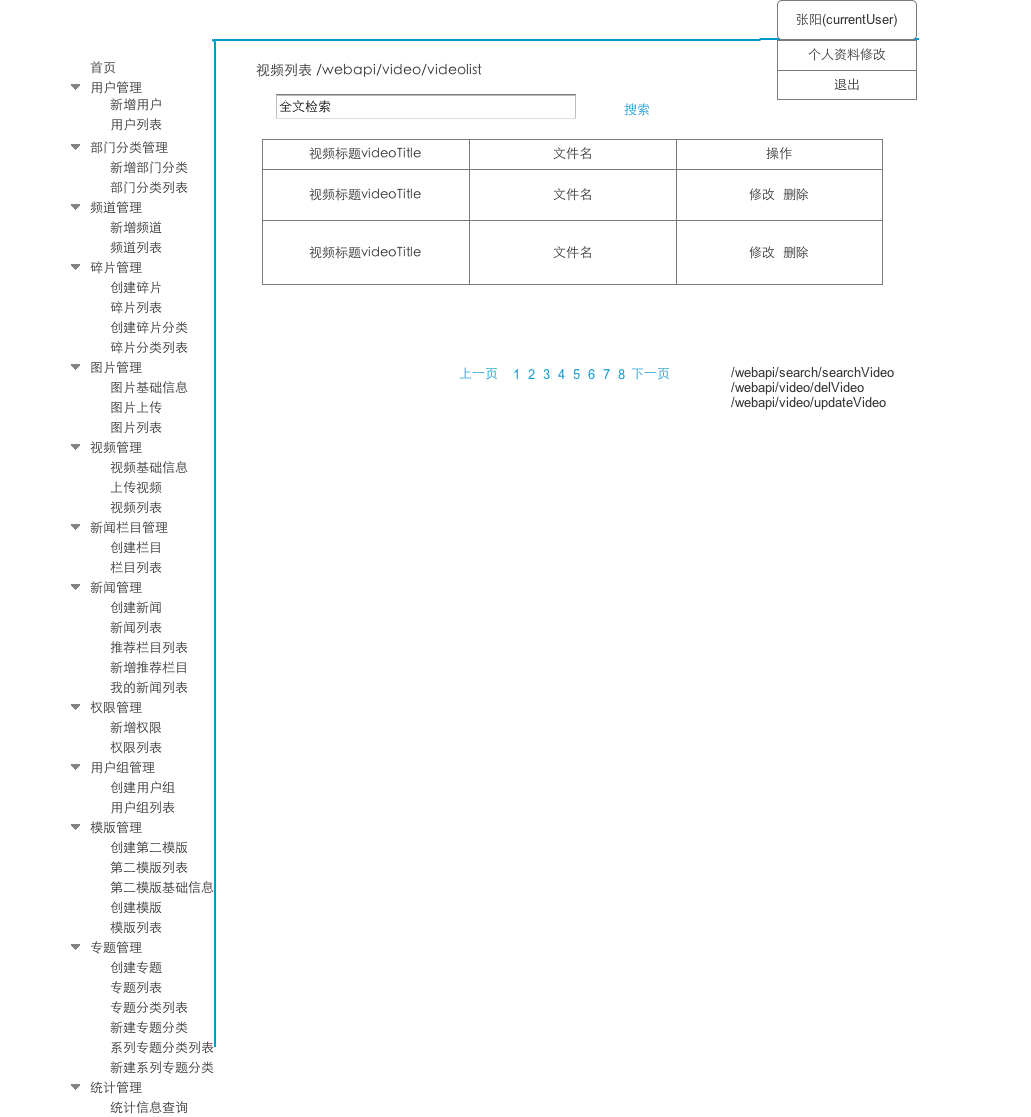 张阳(currentUser)
个人资料修改
退出
首页
用户管理
新增用户
用户列表
部门分类管理
新增部门分类
部门分类列表
频道管理
新增频道
频道列表
碎片管理
创建碎片
碎片列表
创建碎片分类
碎片分类列表
图片管理
图片基础信息
图片上传
图片列表
视频管理
视频基础信息
上传视频
视频列表
新闻栏目管理
创建栏目
栏目列表
新闻管理
创建新闻
新闻列表
推荐栏目列表
新增推荐栏目
我的新闻列表
权限管理
新增权限
权限列表
用户组管理
创建用户组
用户组列表
模版管理
创建第二模版
第二模版列表
第二模版基础信息
创建模版
模版列表
专题管理
创建专题
专题列表
专题分类列表
新建专题分类
系列专题分类列表
新建系列专题分类
统计管理
统计信息查询
视频列表 /webapi/video/videolist
全文检索 搜索
视频标题videoTitle 文件名 操作
视频标题videoTitle 文件名 修改 删除
视频标题videoTitle 文件名 修改 删除
上一页 1 2 3 4 5 6 7 8 下一页
/webapi/search/searchVideo
/webapi/video/delVideo
/webapi/video/updateVideo